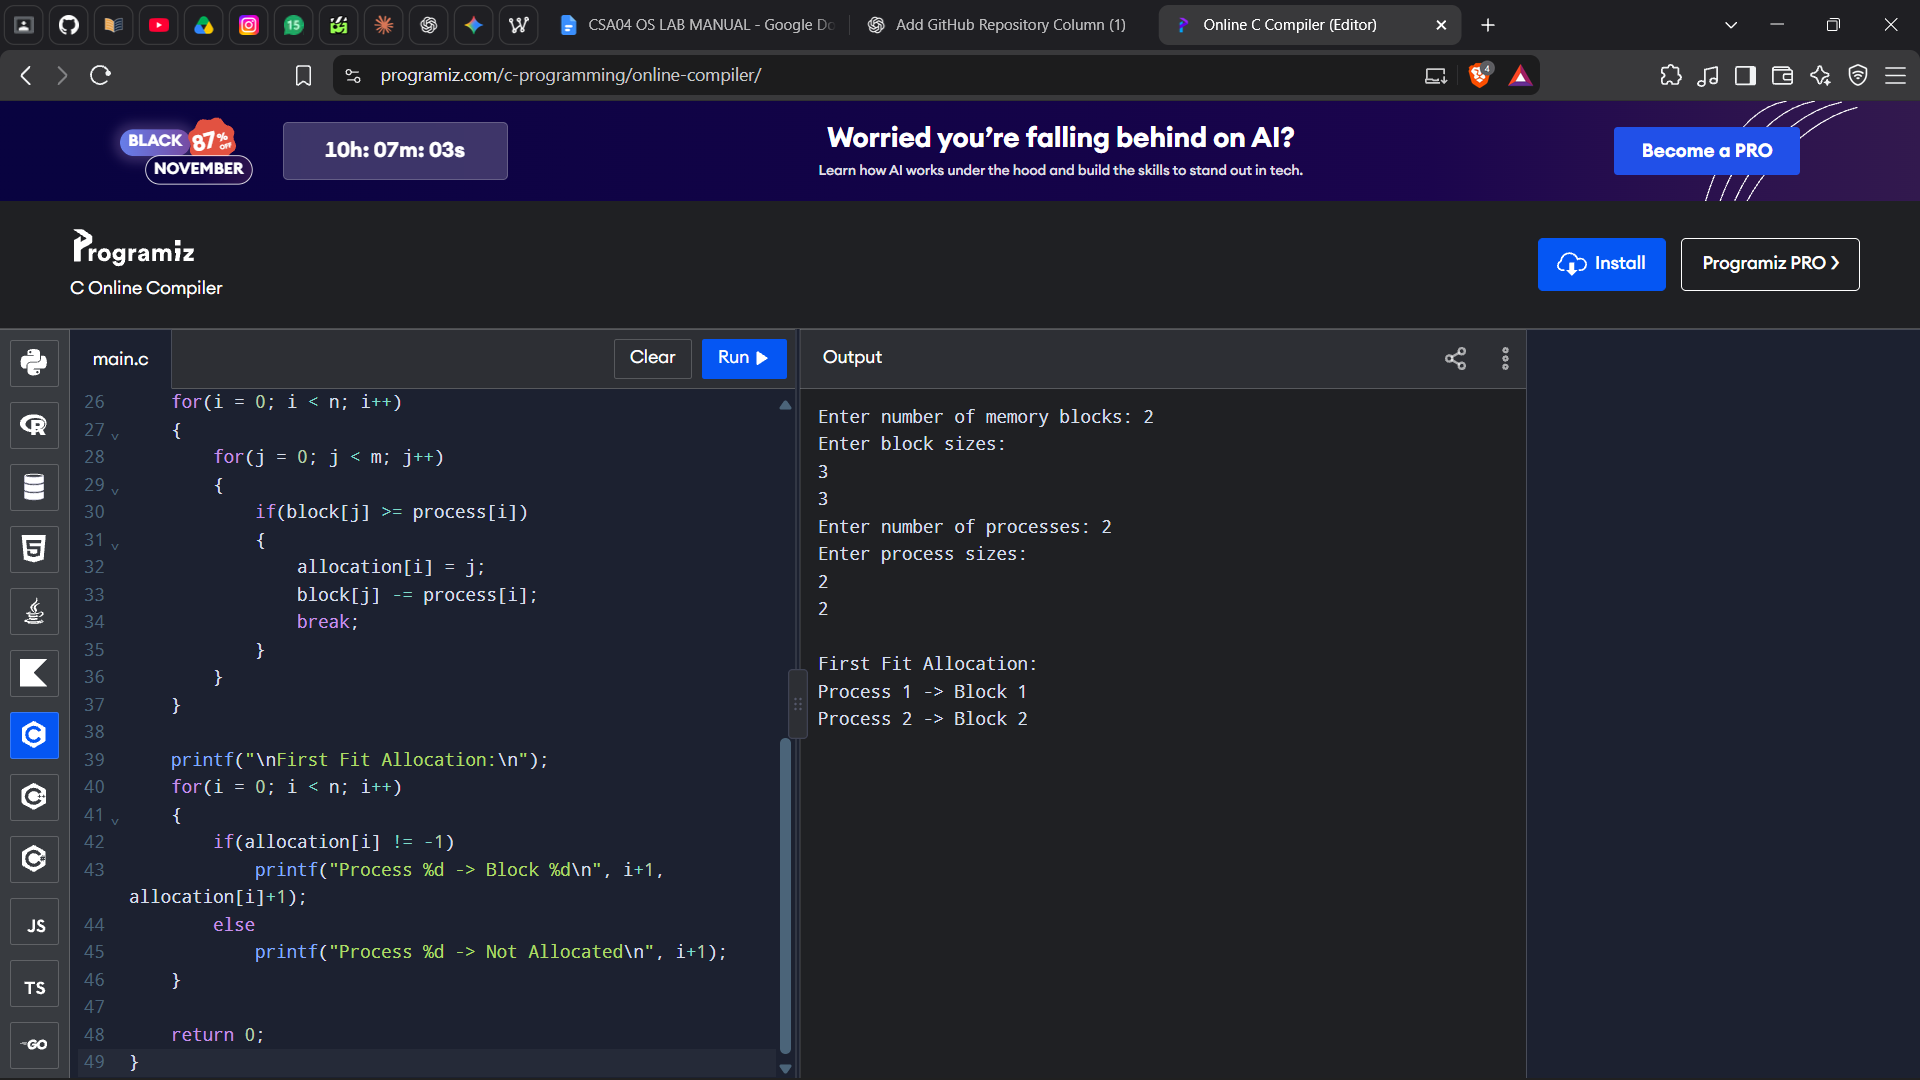 15
CSA04 OS LAB MANUAL - Google Do
Add GitHub Repository Column (1)
Online C Compiler (Editor)
programiz.com/c-programming/online-compiler/
4
BLACK 87% OFF
NOVEMBER
10h: 07m: 03s
Worried you're falling behind on AI?
Learn how AI works under the hood and build the skills to stand out in tech.
Become a PRO
Programiz
C Online Compiler
Install
Programiz PRO >
main.c
Clear
Run
Output
26 for(i = 0; i < n; i++)
27 {
28 for(j = 0; j < m; j++)
29 {
30 if(block[j] >= process[i])
31 {
32 allocation[i] = j;
33 block[j] -= process[i];
34 break;
35 }
36 }
37 }
38
39 printf("\nFirst Fit Allocation:\n");
40 for(i = 0; i < n; i++)
41 {
42 if(allocation[i] != -1)
43 printf("Process %d -> Block %d\n", i+1,
allocation[i]+1);
44 else
45 printf("Process %d -> Not Allocated\n", i+1);
46 }
47
48 return 0;
49 }
Enter number of memory blocks: 2
Enter block sizes:
3
3
Enter number of processes: 2
Enter process sizes:
2
2
First Fit Allocation:
Process 1 -> Block 1
Process 2 -> Block 2
JS
TS
GO